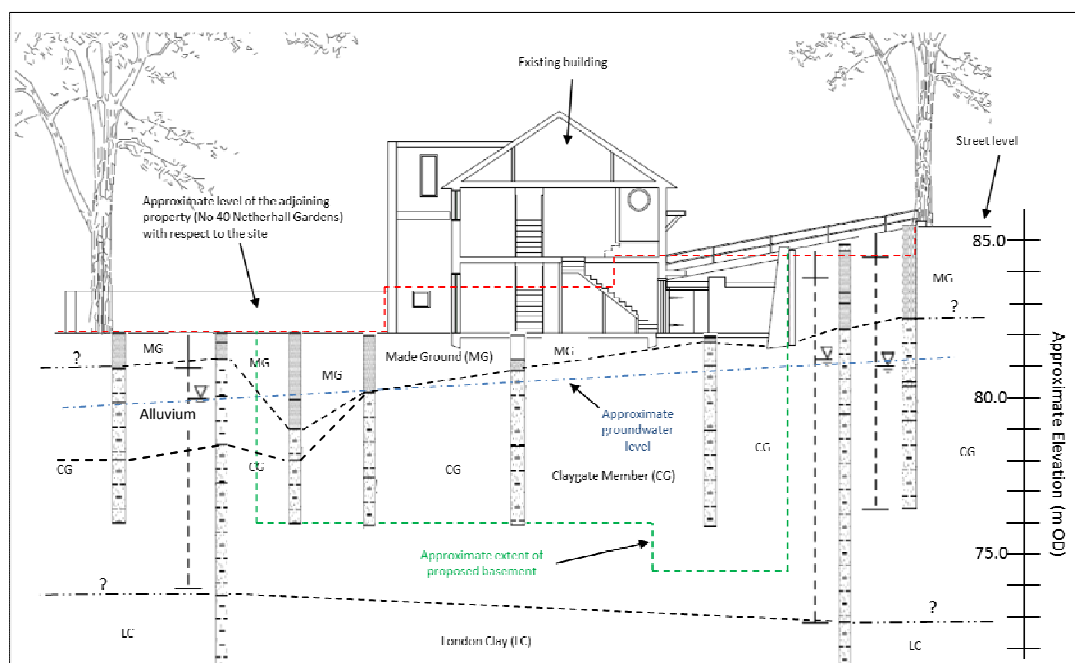 Existing building
Street level
Approximate level of the adjoining
property (No 40 Netherhall Gardens)
with respect to the site
85.0
MG
?
?
MG
MG
Made Ground (MG)
MG
MG
80.0
Alluvium
Approximate
groundwater
level
CG
CG
CG
Claygate Member (CG)
CG
CG
Approximate Elevation (m OD)
75.0
Approximate extent of
proposed basement
?
?
LC
London Clay (LC)
LC